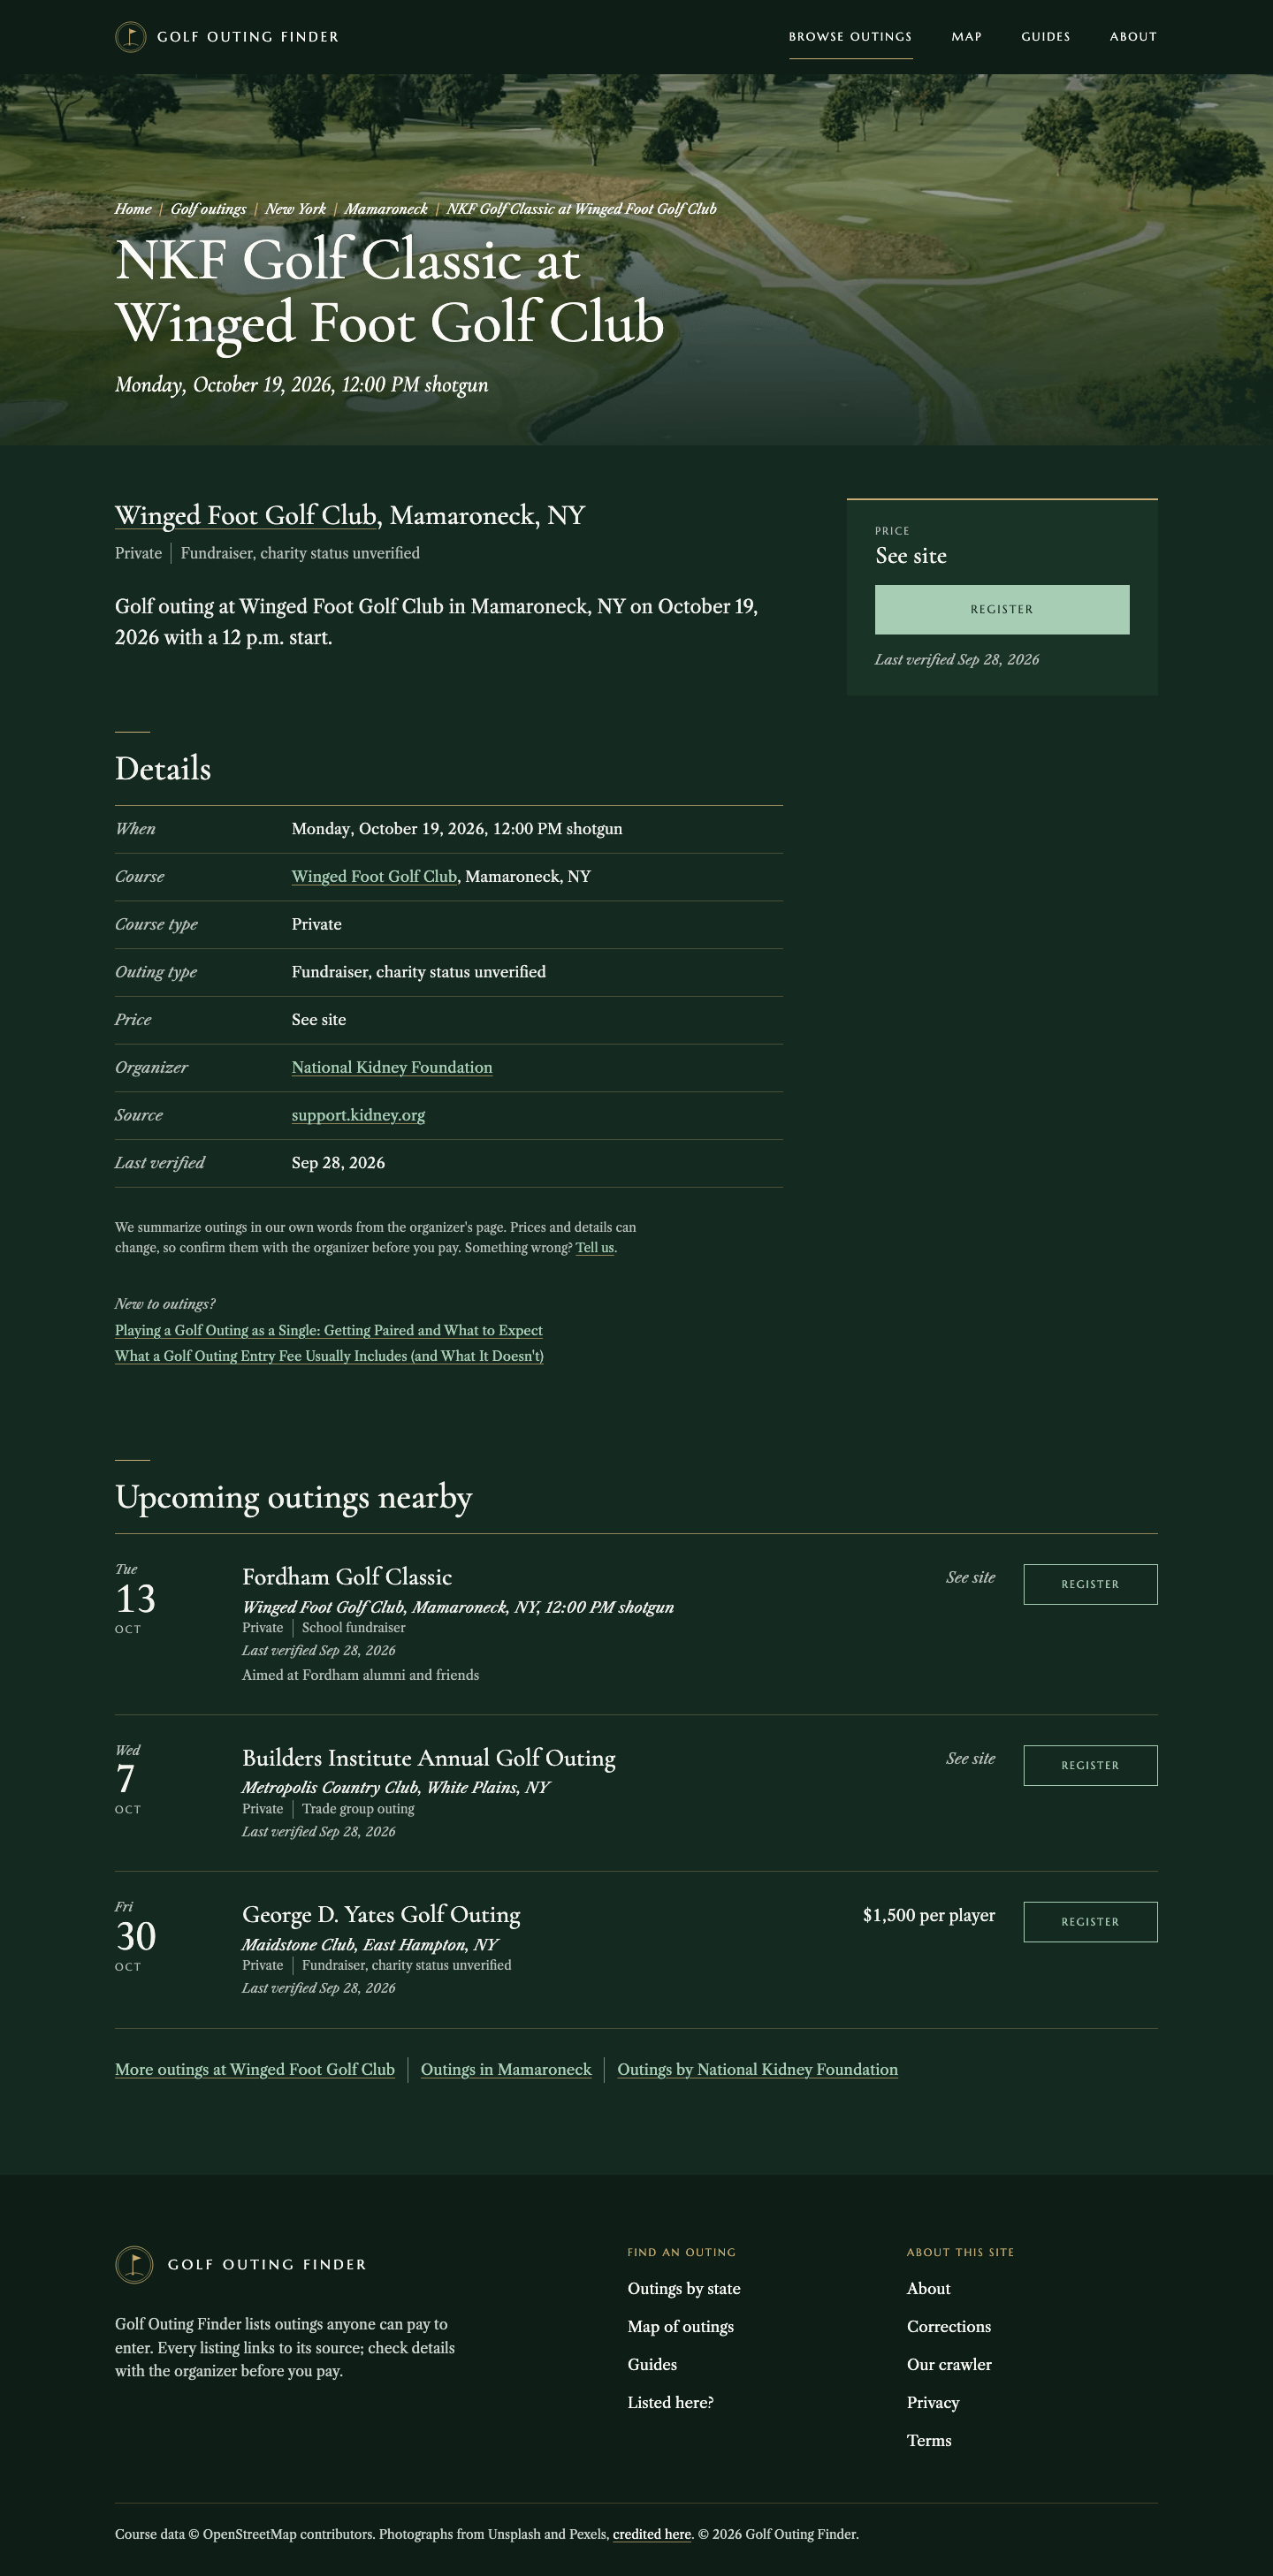 GOLF OUTING FINDER
BROWSE OUTINGS MAP GUIDES ABOUT
Home | Golf outings | New York | Mamaroneck | NKF Golf Classic at Winged Foot Golf Club
NKF Golf Classic at
Winged Foot Golf Club
Monday, October 19, 2026, 12:00 PM shotgun
Winged Foot Golf Club, Mamaroneck, NY
Private | Fundraiser, charity status unverified
Golf outing at Winged Foot Golf Club in Mamaroneck, NY on October 19,
2026 with a 12 p.m. start.
PRICE
See site
REGISTER
Last verified Sep 28, 2026
Details
When Monday, October 19, 2026, 12:00 PM shotgun
Course Winged Foot Golf Club, Mamaroneck, NY
Course type Private
Outing type Fundraiser, charity status unverified
Price See site
Organizer National Kidney Foundation
Source support.kidney.org
Last verified Sep 28, 2026
We summarize outings in our own words from the organizer's page. Prices and details can
change, so confirm them with the organizer before you pay. Something wrong? Tell us.
New to outings?
Playing a Golf Outing as a Single: Getting Paired and What to Expect
What a Golf Outing Entry Fee Usually Includes (and What It Doesn't)
Upcoming outings nearby
Tue
13
OCT
Fordham Golf Classic
Winged Foot Golf Club, Mamaroneck, NY, 12:00 PM shotgun
Private | School fundraiser
Last verified Sep 28, 2026
Aimed at Fordham alumni and friends
See site
REGISTER
Wed
7
OCT
Builders Institute Annual Golf Outing
Metropolis Country Club, White Plains, NY
Private | Trade group outing
Last verified Sep 28, 2026
See site
REGISTER
Fri
30
OCT
George D. Yates Golf Outing
Maidstone Club, East Hampton, NY
Private | Fundraiser, charity status unverified
Last verified Sep 28, 2026
$1,500 per player
REGISTER
More outings at Winged Foot Golf Club | Outings in Mamaroneck | Outings by National Kidney Foundation
GOLF OUTING FINDER
Golf Outing Finder lists outings anyone can pay to
enter. Every listing links to its source; check details
with the organizer before you pay.
FIND AN OUTING
Outings by state
Map of outings
Guides
Listed here?
ABOUT THIS SITE
About
Corrections
Our crawler
Privacy
Terms
Course data © OpenStreetMap contributors. Photographs from Unsplash and Pexels, credited here. © 2026 Golf Outing Finder.